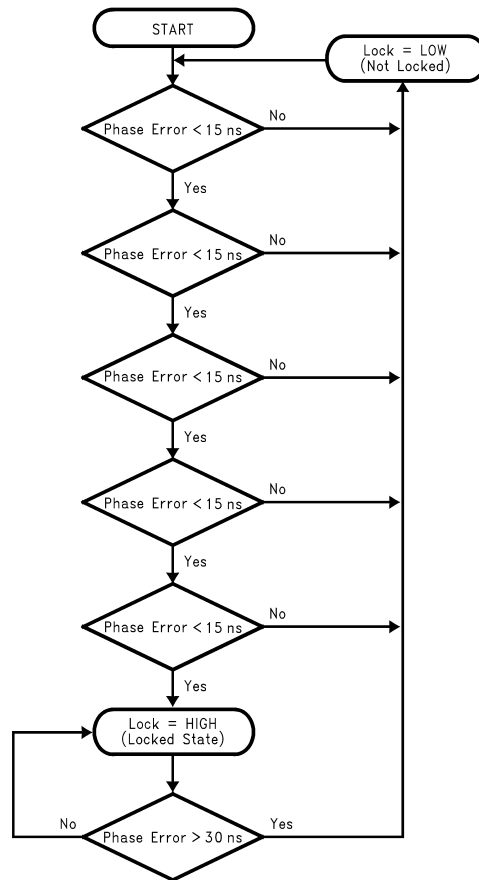 START
Lock = LOW
(Not Locked)
Phase Error < 15 ns
No
Yes
Phase Error < 15 ns
No
Yes
Phase Error < 15 ns
No
Yes
Phase Error < 15 ns
No
Yes
Phase Error < 15 ns
No
Yes
Lock = HIGH
(Locked State)
No
Phase Error > 30 ns
Yes